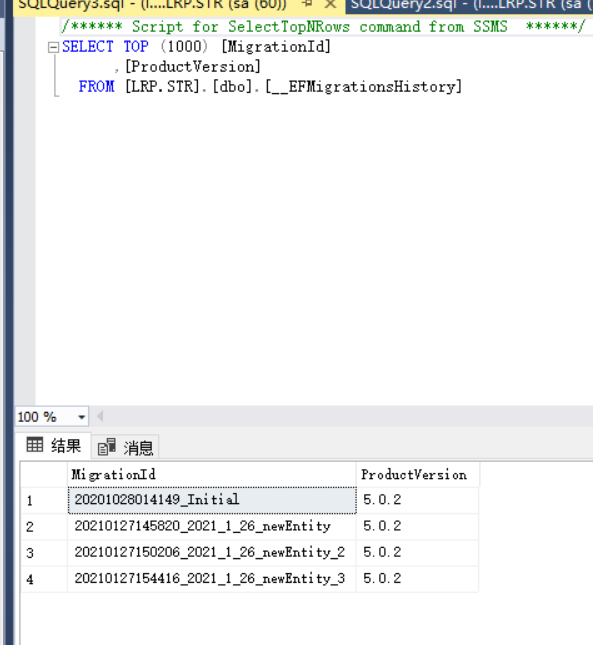 SQLQuery3.sql - (l....LRP.STR (sa (60)) SQLQuery2.sql - (l....LRP.STR (sa (
/****** Script for SelectTopNRows command from SSMS ******/
SELECT TOP (1000) [MigrationId]
,[ProductVersion]
FROM [LRP.STR].[dbo].[__EFMigrationsHistory]
100 %
结果 消息
MigrationId ProductVersion
1 20201028014149_Initial 5.0.2
2 20210127145820_2021_1_26_newEntity 5.0.2
3 20210127150206_2021_1_26_newEntity_2 5.0.2
4 20210127154416_2021_1_26_newEntity_3 5.0.2